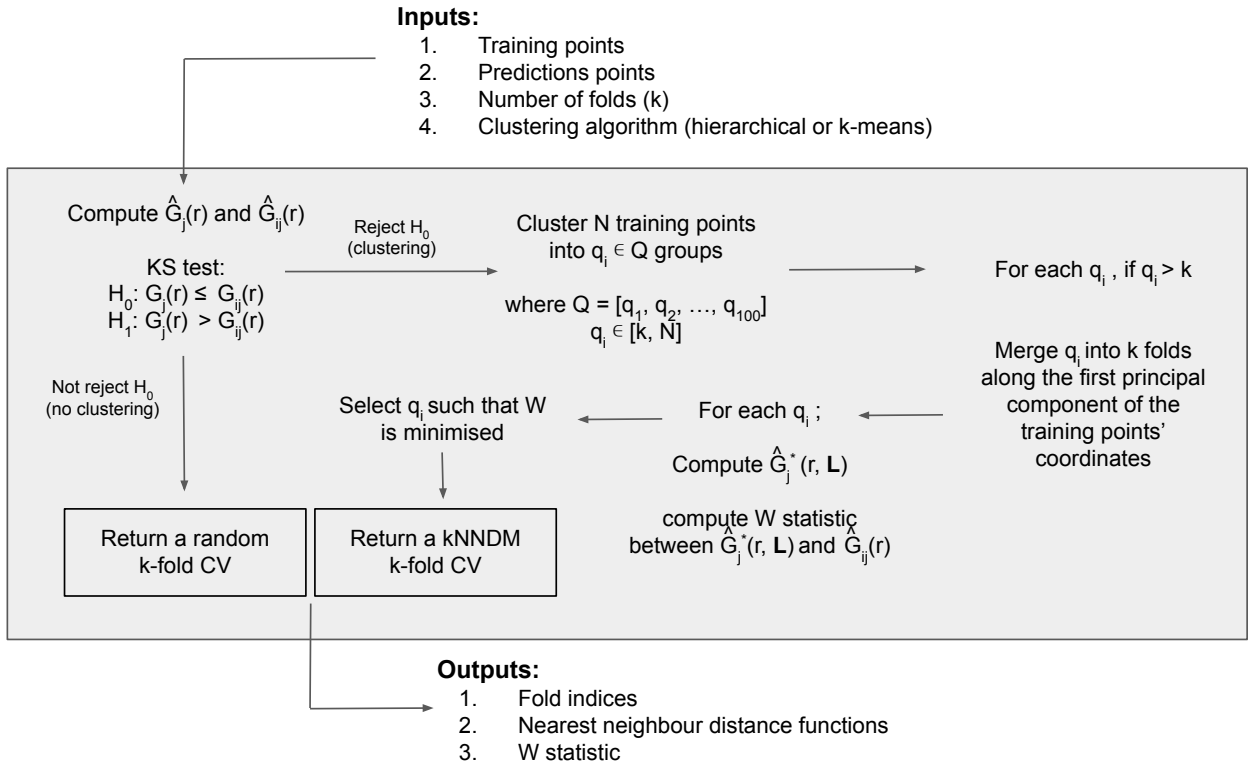 Inputs:
1. Training points
2. Predictions points
3. Number of folds (k)
4. Clustering algorithm (hierarchical or k-means)
Compute Ĝj(r) and Ĝij(r)
KS test:
H0: Gj(r) ≤ Gij(r)
H1: Gj(r) > Gij(r)
Reject H0
(clustering)
Cluster N training points
into qi ∈ Q groups
where Q = [q1, q2, …, q100]
qi ∈ [k, N]
For each qi , if qi > k
Merge qi into k folds
along the first principal
component of the
training points’
coordinates
For each qi ;
Compute Ĝj*(r, L)
compute W statistic
between Ĝj*(r, L) and Ĝij(r)
Select qi such that W
is minimised
Not reject H0
(no clustering)
Return a random
k-fold CV
Return a kNNDM
k-fold CV
Outputs:
1. Fold indices
2. Nearest neighbour distance functions
3. W statistic